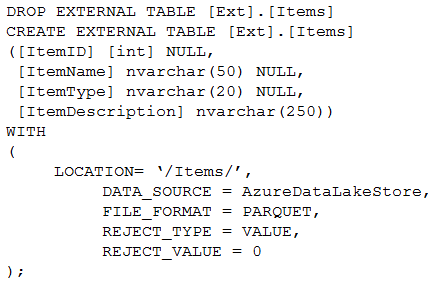 DROP EXTERNAL TABLE [Ext].[Items]
CREATE EXTERNAL TABLE [Ext].[Items]
([ItemID] [int] NULL,
[ItemName] nvarchar(50) NULL,
[ItemType] nvarchar(20) NULL,
[ItemDescription] nvarchar(250))
WITH
(
LOCATION= ‘/Items/’,
DATA_SOURCE = AzureDataLakeStore,
FILE_FORMAT = PARQUET,
REJECT_TYPE = VALUE,
REJECT_VALUE = 0
);